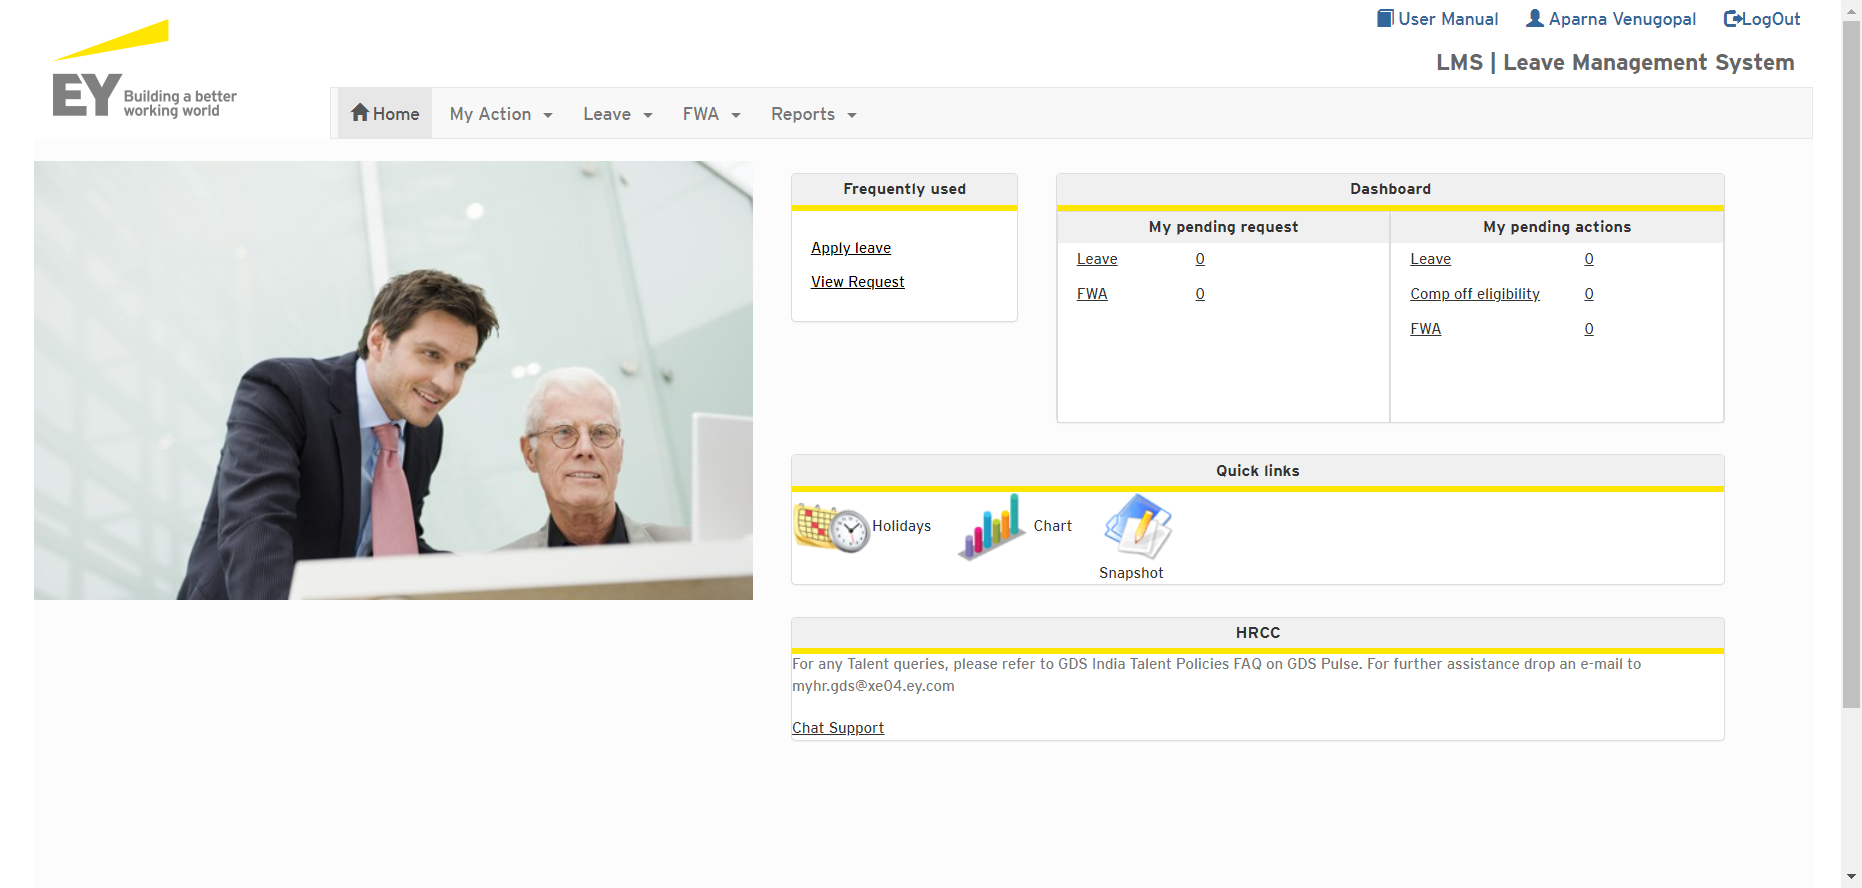 User Manual Aparna Venugopal LogOut
LMS | Leave Management System
EY Building a better
working world
Home My Action Leave FWA Reports
Frequently used
Apply leave
View Request
Dashboard
My pending request
Leave 0
FWA 0
My pending actions
Leave 0
Comp off eligibility 0
FWA 0
Quick links
Holidays Chart
Snapshot
HRCC
For any Talent queries, please refer to GDS India Talent Policies FAQ on GDS Pulse. For further assistance drop an e-mail to
myhr.gds@xe04.ey.com
Chat Support